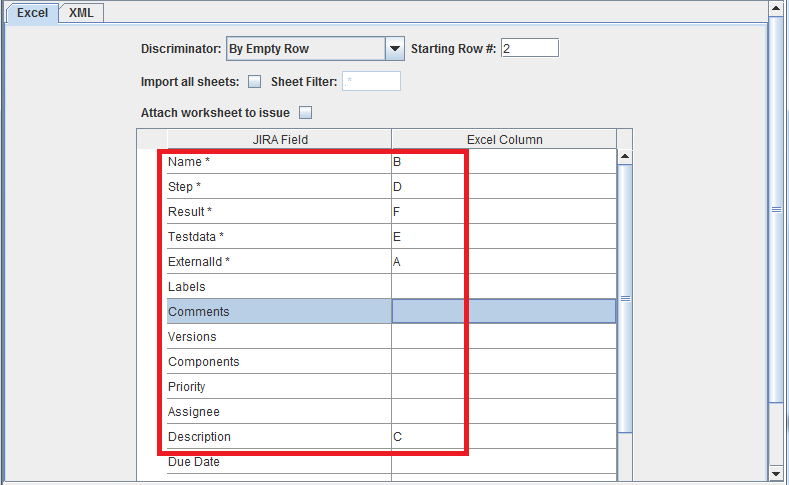 Excel XML
Discriminator: By Empty Row Starting Row #: 2
Import all sheets: Sheet Filter: .*
Attach worksheet to issue
JIRA Field Excel Column
Name * B
Step * D
Result * F
Testdata * E
ExternalId * A
Labels
Comments
Versions
Components
Priority
Assignee
Description C
Due Date